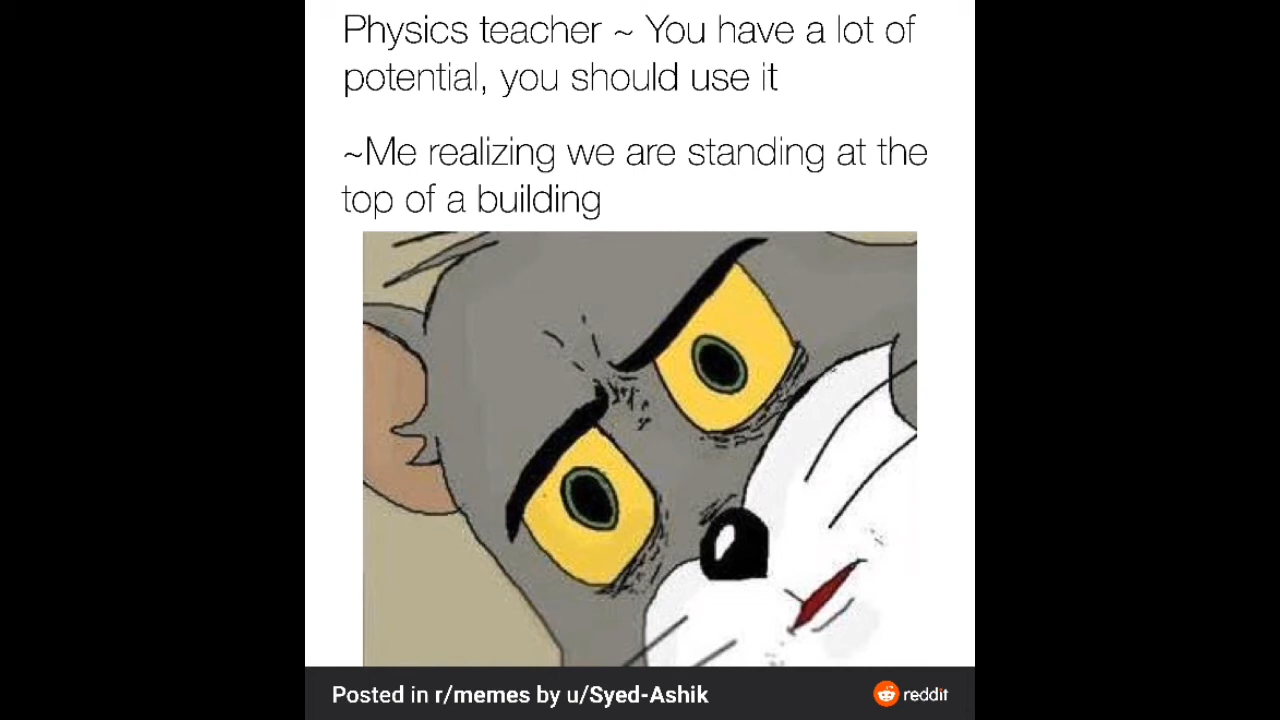 Physics teacher ~ You have a lot of
potential, you should use it
~Me realizing we are standing at the
top of a building
Posted in r/memes by u/Syed-Ashik
reddit